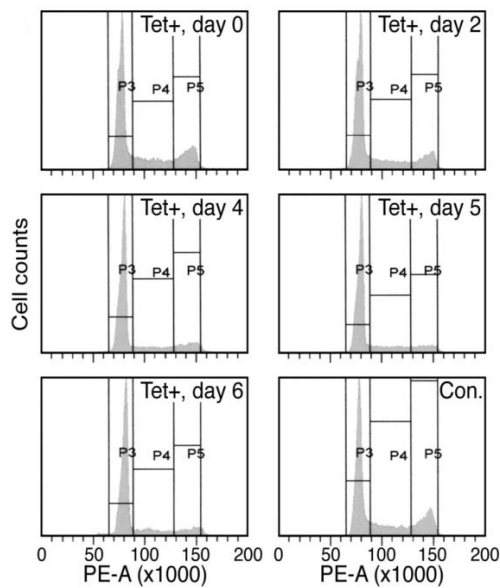 Tet+, day 0
P3 P4 P5
Tet+, day 2
P3 P4 P5
Tet+, day 4
P3 P4 P5
Tet+, day 5
P3 P4 P5
Tet+, day 6
P3 P4 P5
Con.
P3 P4 P5
Cell counts
0 50 100 150 200
0 50 100 150 200
PE-A (x1000)
PE-A (x1000)